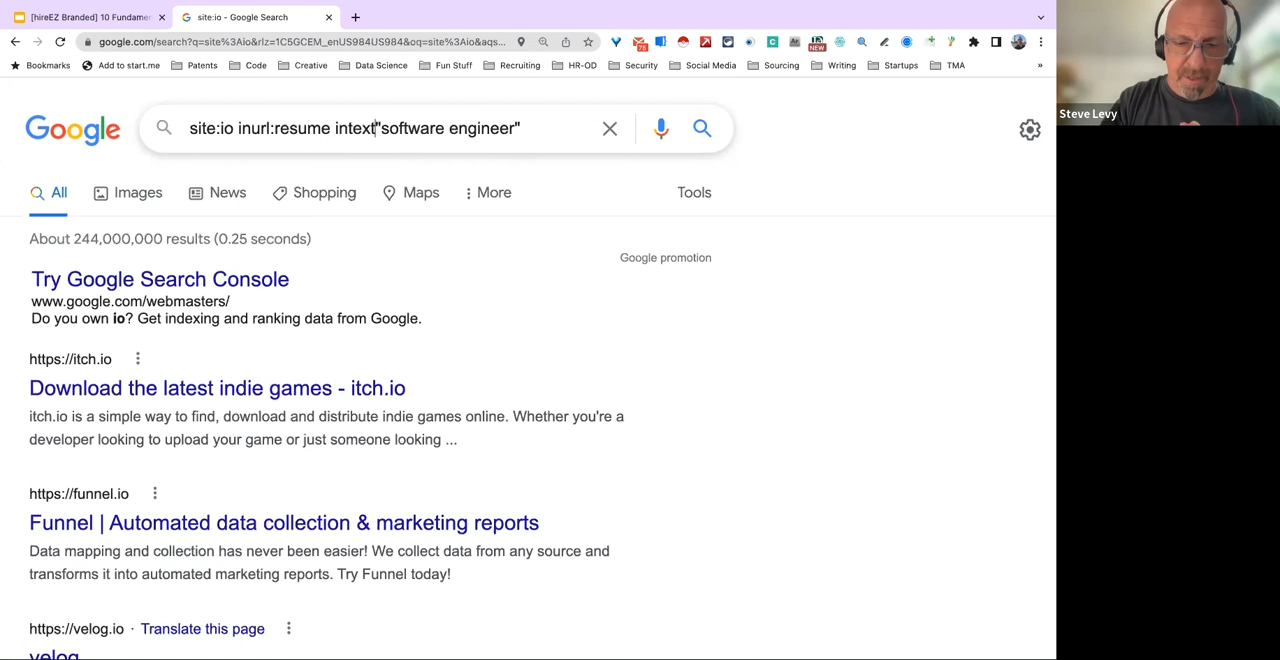 [hireEZ Branded] 10 Fundamen
site:io - Google Search
google.com/search?q=site%3Aio&rlz=1C5GCEM_enUS984US984&oq=site%3Aio&aqs...
Bookmarks Add to start.me Patents Code Creative Data Science Fun Stuff Recruiting HR-OD Security Social Media Sourcing Writing Startups TMA »
Steve Levy
Google
site:io inurl:resume intext"software engineer"
All Images News Shopping Maps More Tools
About 244,000,000 results (0.25 seconds)
Google promotion
Try Google Search Console
www.google.com/webmasters/
Do you own io? Get indexing and ranking data from Google.
https://itch.io
Download the latest indie games - itch.io
itch.io is a simple way to find, download and distribute indie games online. Whether you're a
developer looking to upload your game or just someone looking ...
https://funnel.io
Funnel | Automated data collection & marketing reports
Data mapping and collection has never been easier! We collect data from any source and
transforms it into automated marketing reports. Try Funnel today!
https://velog.io · Translate this page
velog